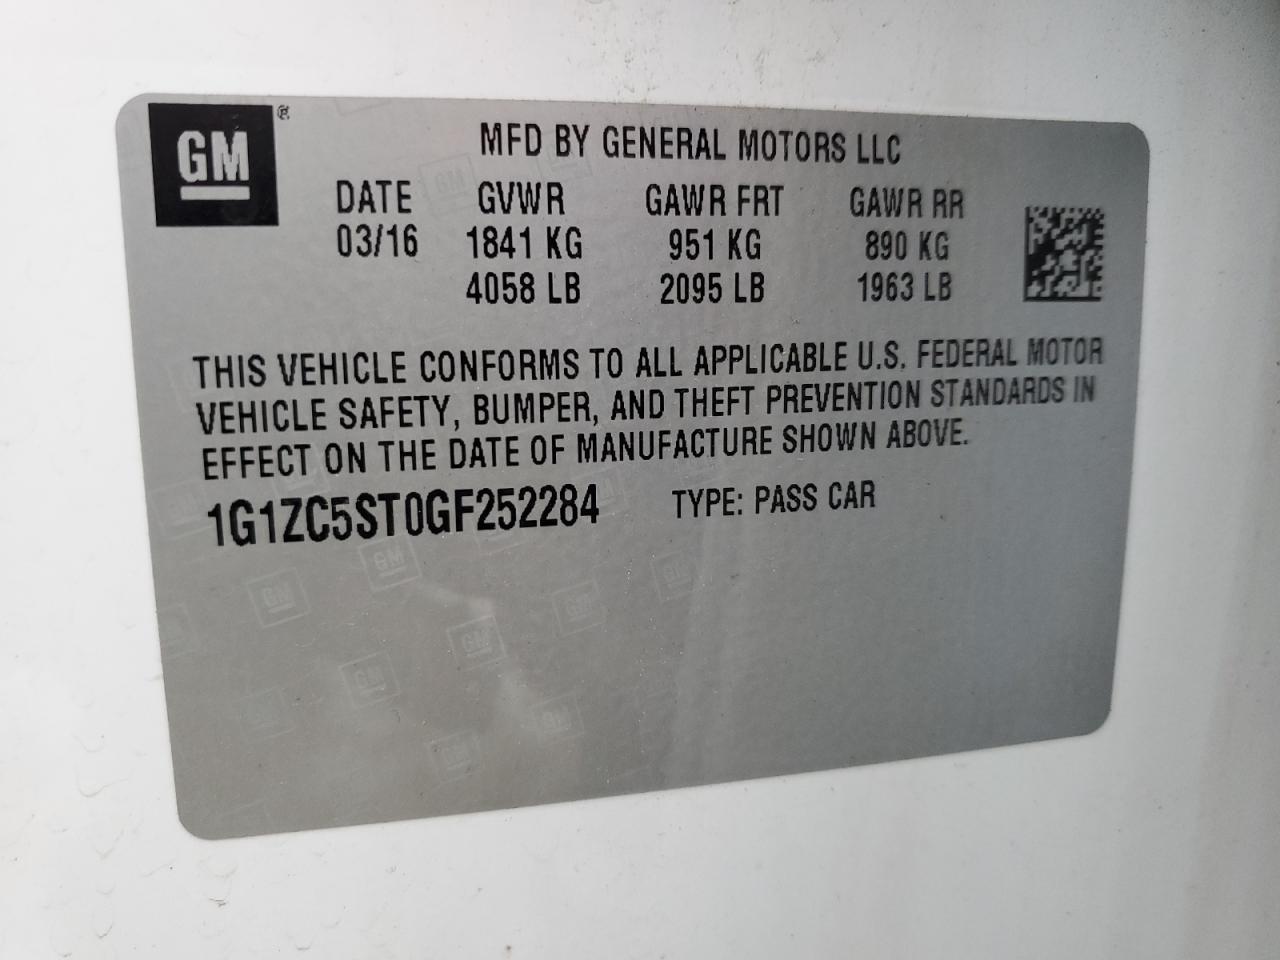 GM®
MFD BY GENERAL MOTORS LLC
DATE GVWR GAWR FRT GAWR RR
03/16 1841 KG 951 KG 890 KG
4058 LB 2095 LB 1963 LB
THIS VEHICLE CONFORMS TO ALL APPLICABLE U.S. FEDERAL MOTOR
VEHICLE SAFETY, BUMPER, AND THEFT PREVENTION STANDARDS IN
EFFECT ON THE DATE OF MANUFACTURE SHOWN ABOVE.
1G1ZC5ST0GF252284 TYPE: PASS CAR